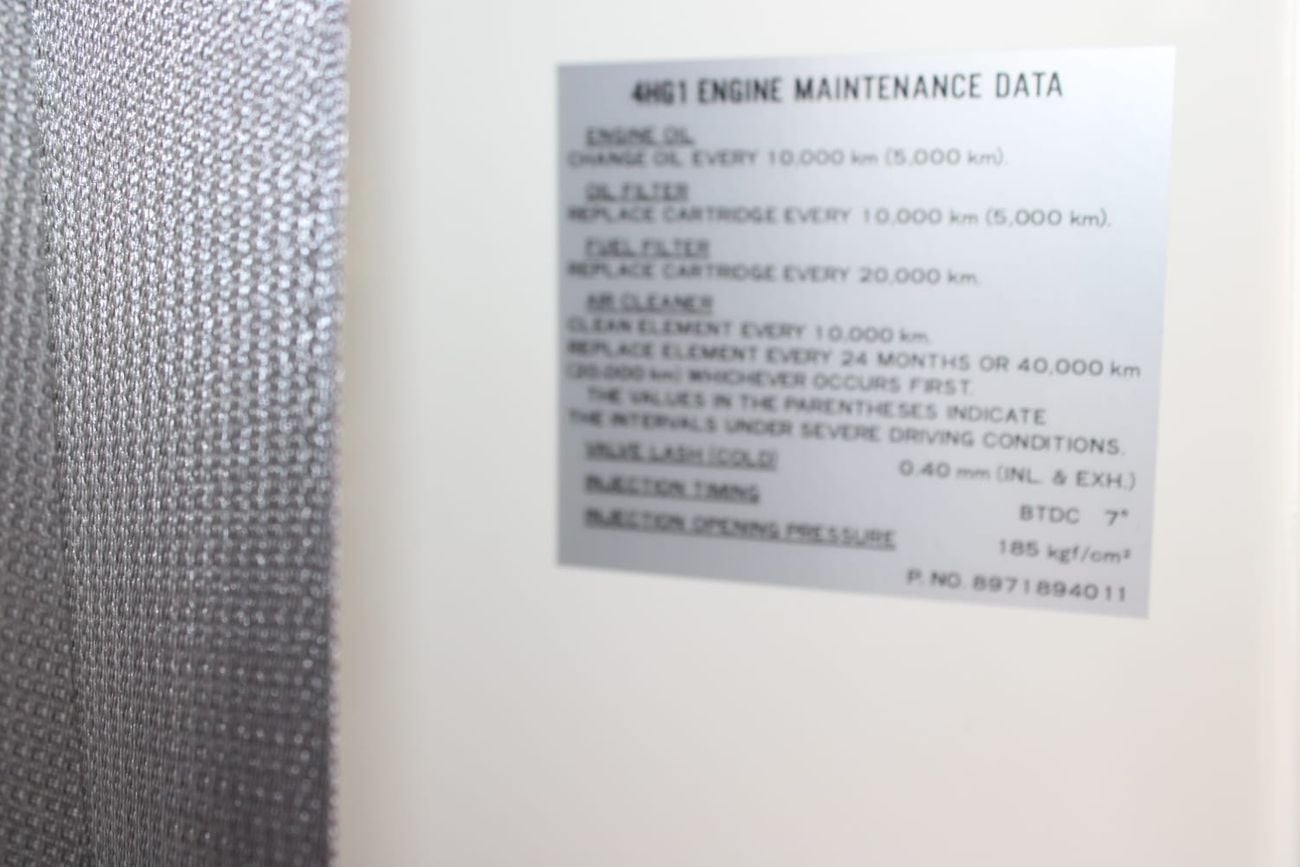 4HG1 ENGINE MAINTENANCE DATA
ENGINE OIL
CHANGE OIL EVERY 10,000 km (5,000 km).
OIL FILTER
REPLACE CARTRIDGE EVERY 10,000 km (5,000 km).
FUEL FILTER
REPLACE CARTRIDGE EVERY 20,000 km.
AIR CLEANER
CLEAN ELEMENT EVERY 10,000 km.
REPLACE ELEMENT EVERY 24 MONTHS OR 40,000 km
(20,000 km) WHICHEVER OCCURS FIRST.
THE VALUES IN THE PARENTHESES INDICATE
THE INTERVALS UNDER SEVERE DRIVING CONDITIONS.
VALVE LASH (COLD) 0.40 mm (INL. & EXH.)
INJECTION TIMING BTDC 7°
INJECTION OPENING PRESSURE 185 kgf/cm²
P. NO. 8971894011